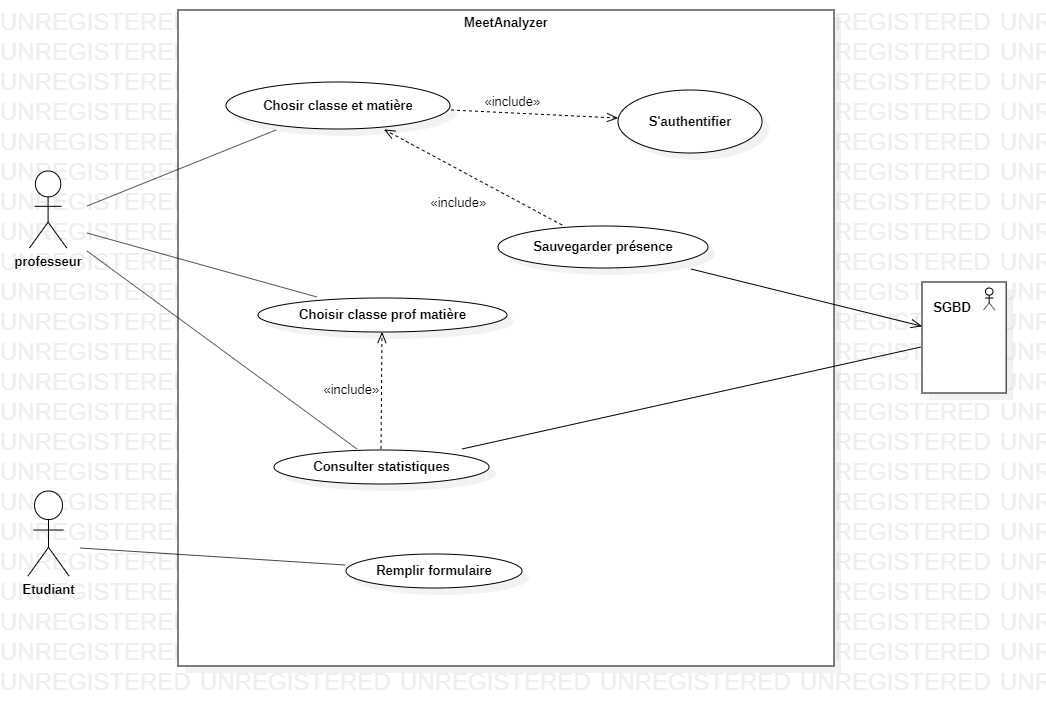 MeetAnalyzer
Chosir classe et matière
«include»
S'authentifier
«include»
Sauvegarder présence
professeur
Choisir classe prof matière
SGBD
«include»
Consulter statistiques
Remplir formulaire
Etudiant
UNREGISTERED UNREGISTERED UNREGISTERED UNREGISTERED UNREGISTERED UNR